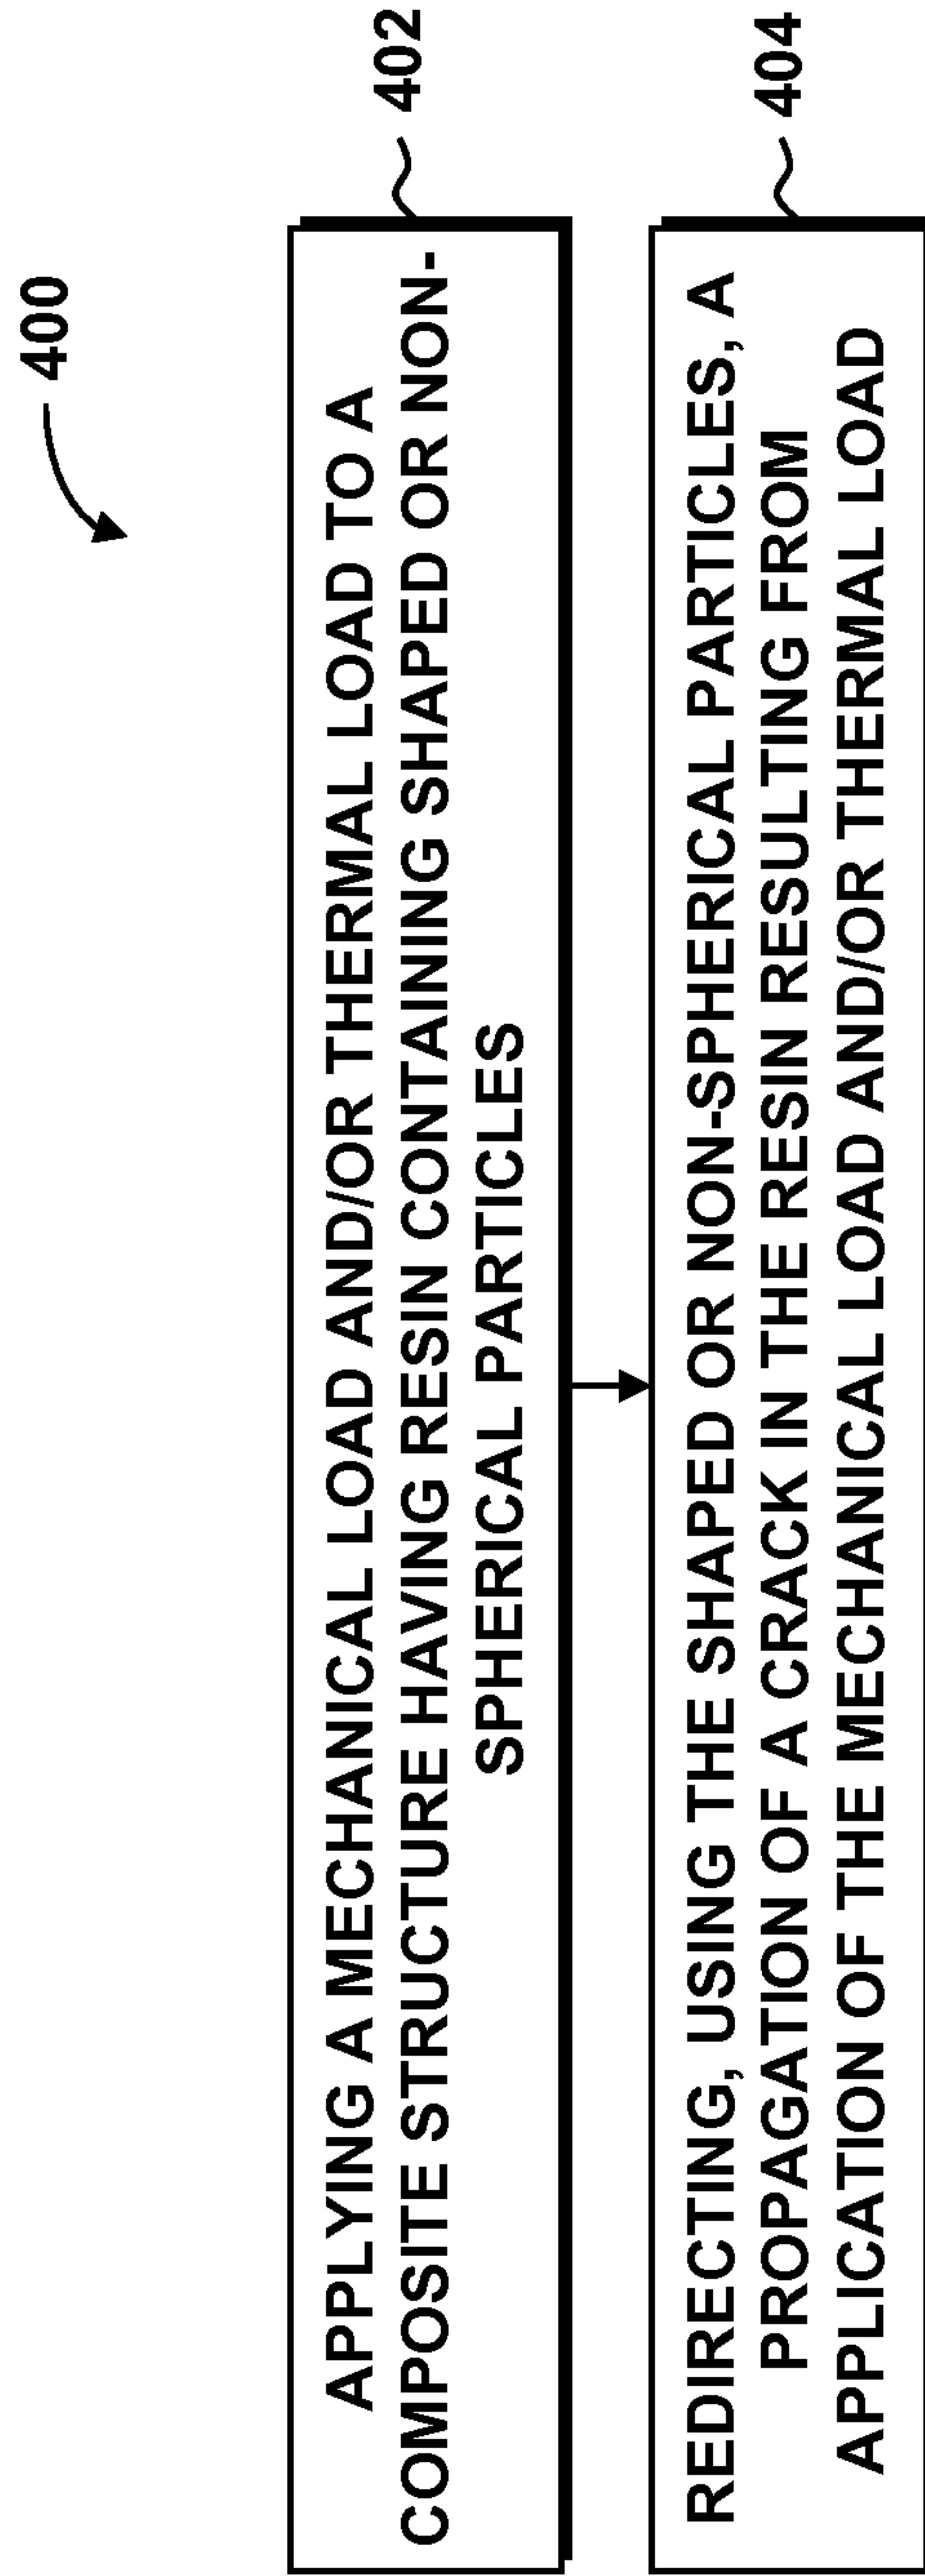 400
APPLYING A MECHANICAL LOAD AND/OR THERMAL LOAD TO A
COMPOSITE STRUCTURE HAVING RESIN CONTAINING SHAPED OR NON-
SPHERICAL PARTICLES
402
REDIRECTING, USING THE SHAPED OR NON-SPHERICAL PARTICLES, A
PROPAGATION OF A CRACK IN THE RESIN RESULTING FROM
APPLICATION OF THE MECHANICAL LOAD AND/OR THERMAL LOAD
404